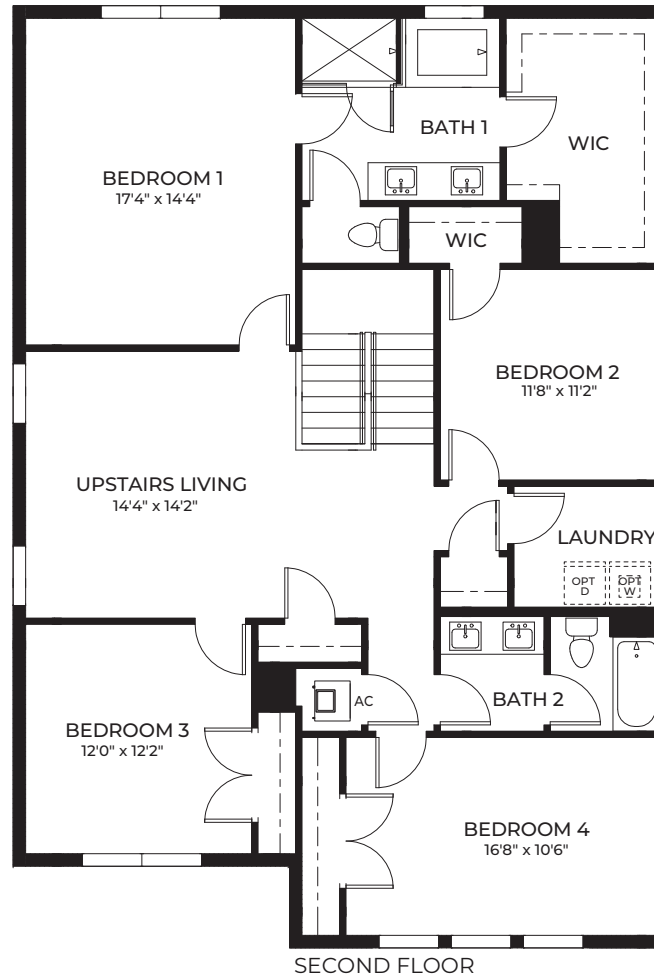 BATH 1
WIC
BEDROOM 1
17'4" x 14'4"
WIC
BEDROOM 2
11'8" x 11'2"
UPSTAIRS LIVING
14'4" x 14'2"
LAUNDRY
OPT
D
OPT
W
AC
BATH 2
BEDROOM 3
12'0" x 12'2"
BEDROOM 4
16'8" x 10'6"
SECOND FLOOR